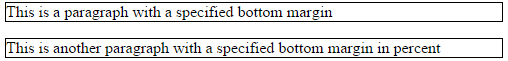 This is a paragraph with a specified bottom margin
This is another paragraph with a specified bottom margin in percent